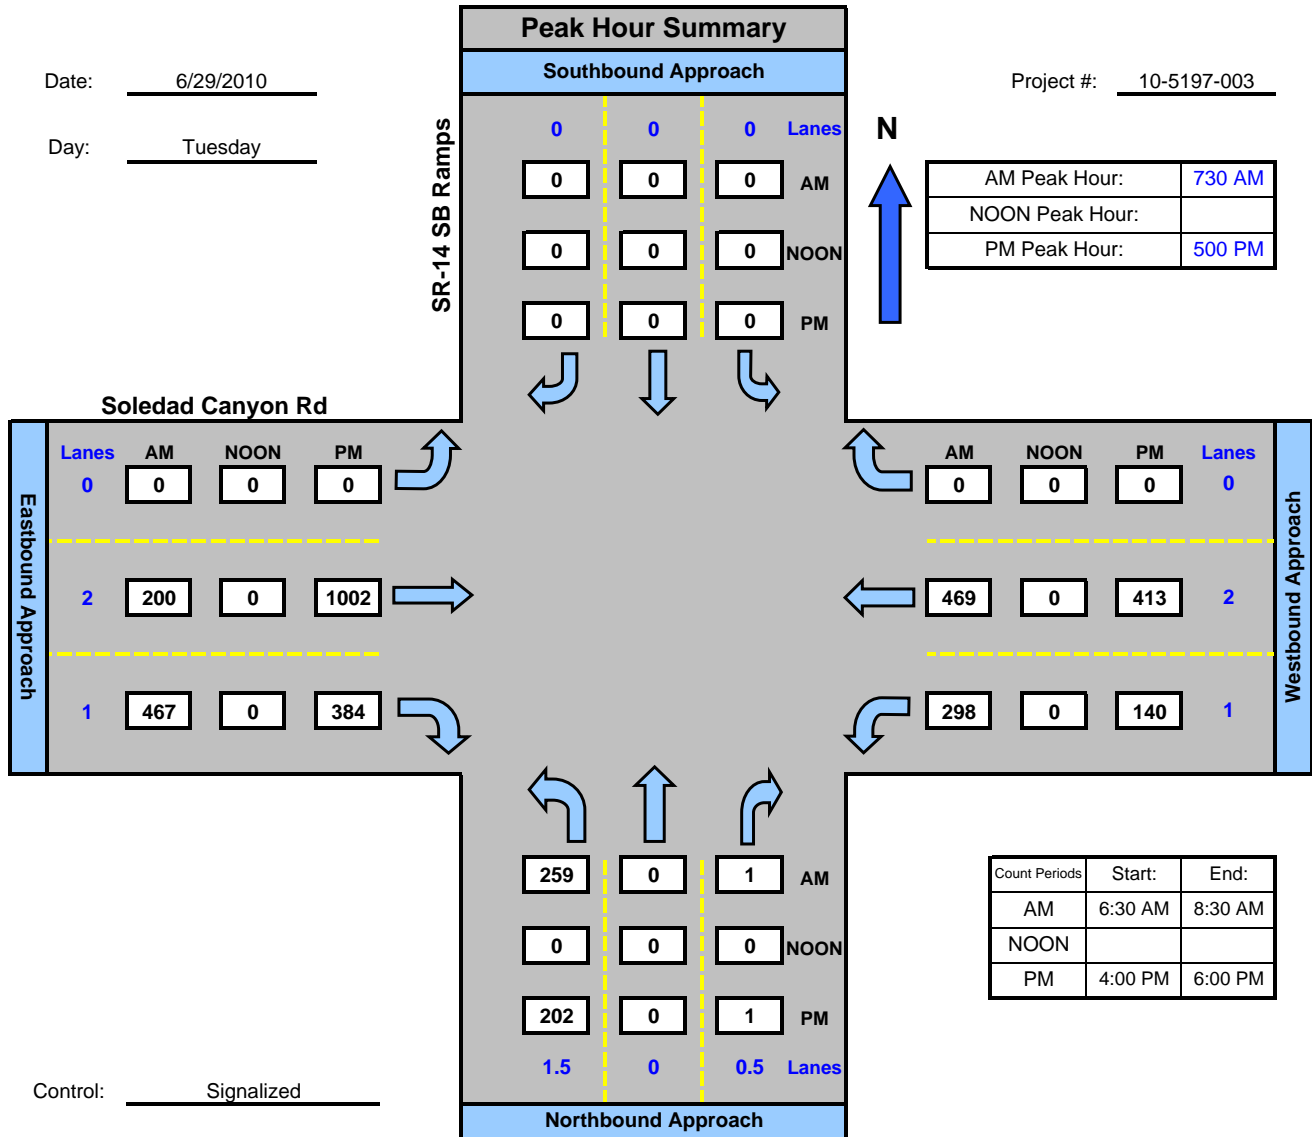 Peak Hour Summary
Southbound Approach
Date: 6/29/2010
Project #: 10-5197-003
Day: Tuesday
SR-14 SB Ramps
0 0 0 Lanes
0 0 0 AM
0 0 0 NOON
0 0 0 PM
N
AM Peak Hour: 730 AM
NOON Peak Hour:
PM Peak Hour: 500 PM
Soledad Canyon Rd
Eastbound Approach
Lanes AM NOON PM
0 0 0 0
2 200 0 1002
1 467 0 384
AM NOON PM Lanes
0 0 0 0
469 0 413 2
298 0 140 1
Westbound Approach
259 0 1 AM
0 0 0 NOON
202 0 1 PM
1.5 0 0.5 Lanes
Northbound Approach
Count Periods Start: End:
AM 6:30 AM 8:30 AM
NOON
PM 4:00 PM 6:00 PM
Control: Signalized